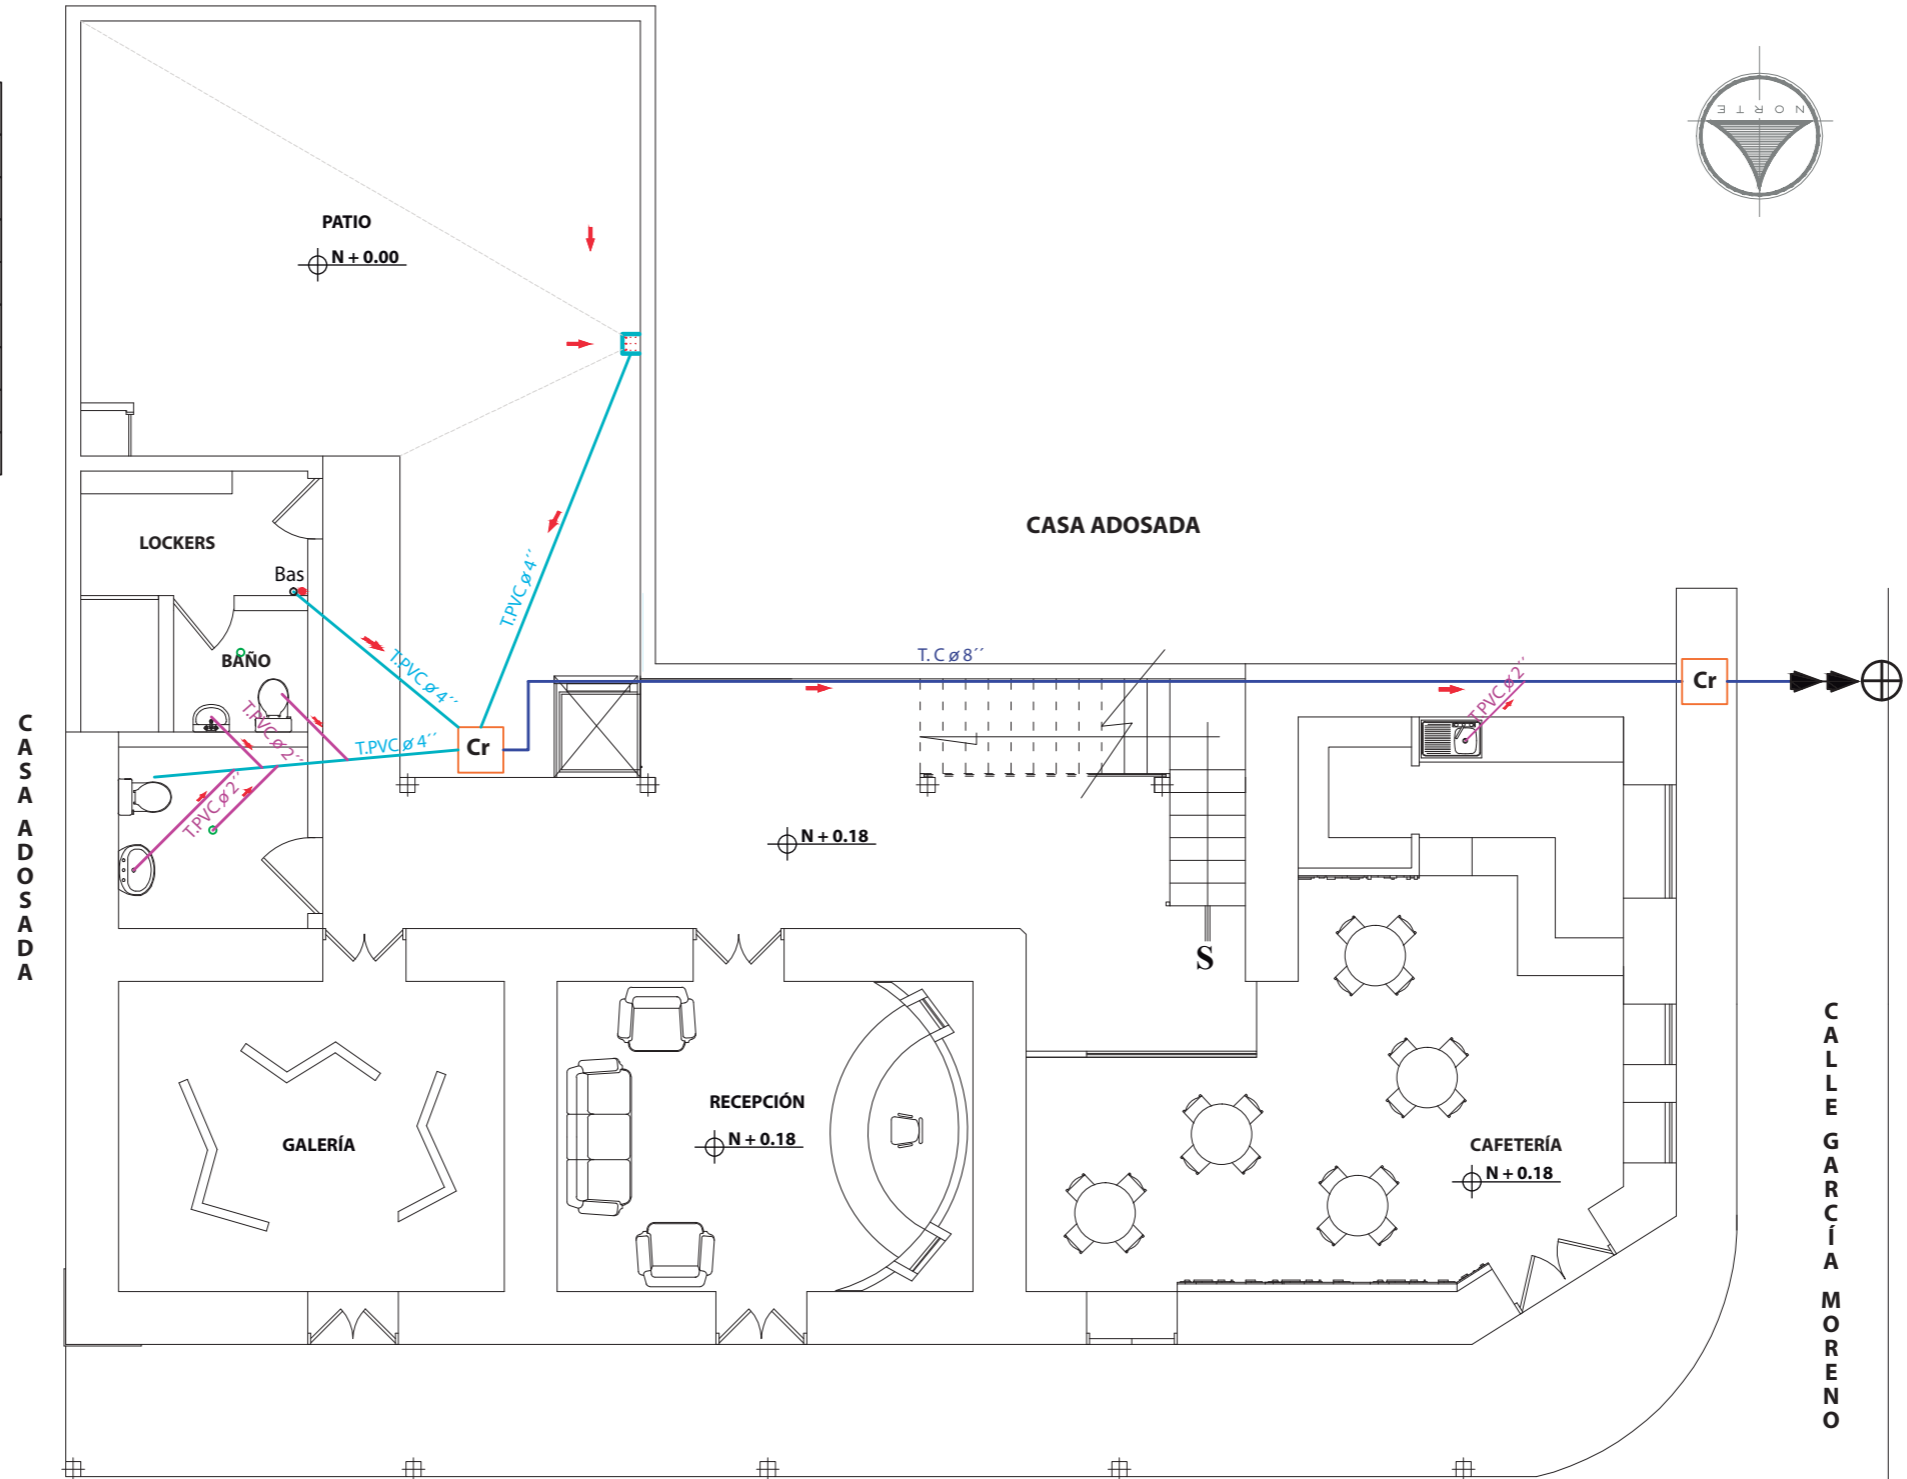 NORTE
PATIO
N + 0.00
CASA ADOSADA
LOCKERS
Bas
T.PVC ø 4´´
T.PVC ø 4´´
BAÑO
T. C ø 8´´
T.PVC ø 2´´
Cr
T.PVC ø 2´´
T.PVC ø 4´´
Cr
T.PVC ø 2´´
CASA ADOSADA
N + 0.18
S
RECEPCIÓN
N + 0.18
GALERÍA
CAFETERÍA
N + 0.18
CALLE GARCÍA MORENO